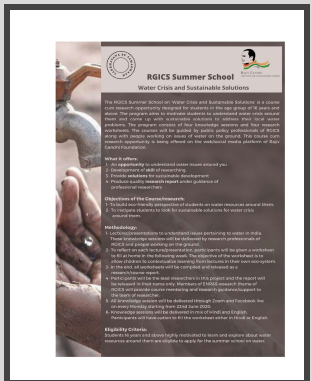 RGICS Summer School
Water Crisis and Sustainable Solutions
The RGICS Summer School on Water Crisis and Sustainable Solutions is a course
cum research opportunity designed for students in the age group of 16 years and
above. The program aims to motivate students to understand water crisis around
them and come up with sustainable solutions to address their local water
problems. The program consists of four knowledge sessions and four research
worksheets. The courses will be guided by public policy professionals of RGICS
along with people working on issues of water on the ground. This course cum
research opportunity is being offered on the web/social media platform of Rajiv
Gandhi Foundation.
What it offers:
1- An opportunity to understand water issues around you
2- Development of skill of researching
3- Provide solutions for sustainable development
4- Produce quality research report under guidance of
professional researchers
Objectives of the Course/research:
1- To build eco-friendly perspective of students on water resources around them.
2- To navigate students to look for sustainable solutions for water crisis
around them.
Methodology:
1- Lectures/presentations to understand issues pertaining to water in India.
These knowledge sessions will be delivered by research professionals of
RGICS and people working on the ground.
2- To reflect on each lecture/presentation, participants will be given a worksheet
to fill at home in the following week. The objective of the worksheet is to
allow children to contextualize learning from lectures in their own eco-system.
3- In the end, all worksheets will be compiled and released as a
research/course report.
4- Participants will be the lead researchers in this project and the report will
be released in their name only. Members of research theme of
RGICS will provide course mentoring and research guidance/support to
the team of researcher.
5- All knowledge session will be delivered through Zoom and Facebook live
on every Monday starting from 22nd June 2020.
6- Knowledge sessions will be delivered in mix of Hindi and English.
Participants will have option to fill the worksheet either in Hindi or English.
Eligibility Criteria:
Students 16 years and above highly motivated to learn and explore about water
resources around them are eligible to apply for the summer school on water.